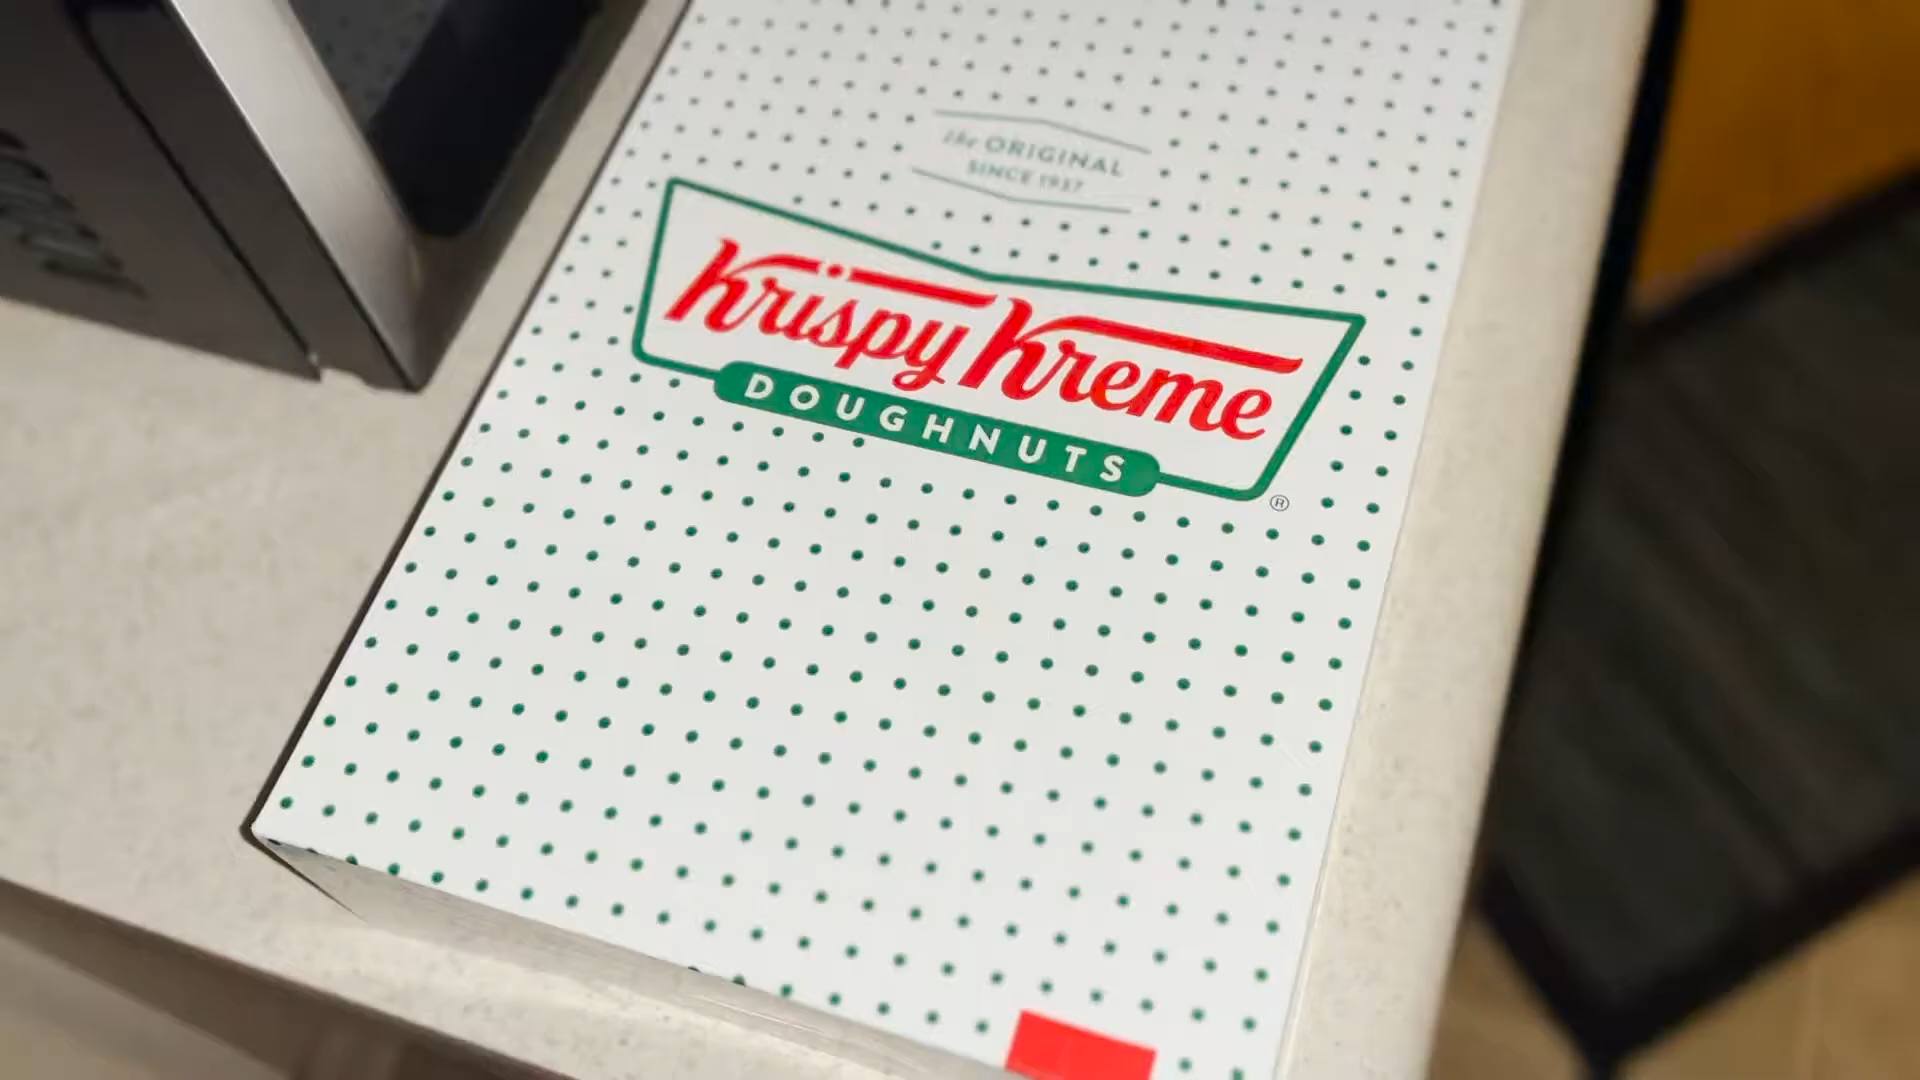 the ORIGINAL
SINCE 1937
Krispy Kreme
DOUGHNUTS
®